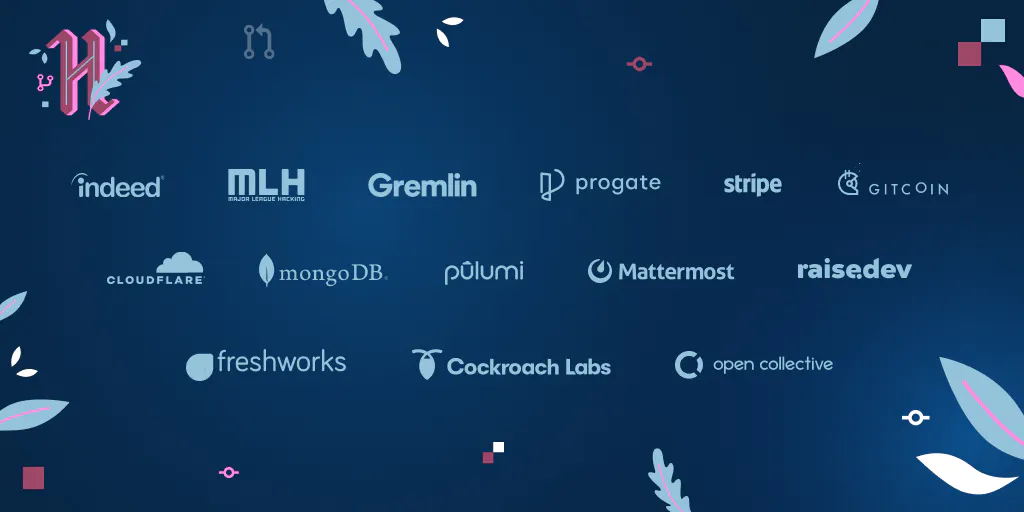 H
indeed
MLH
MAJOR LEAGUE HACKING
Gremlin
progate
stripe
GITCOIN
CLOUDFLARE
mongoDB®
pūlumi
Mattermost
raise.dev
freshworks
Cockroach Labs
open collective